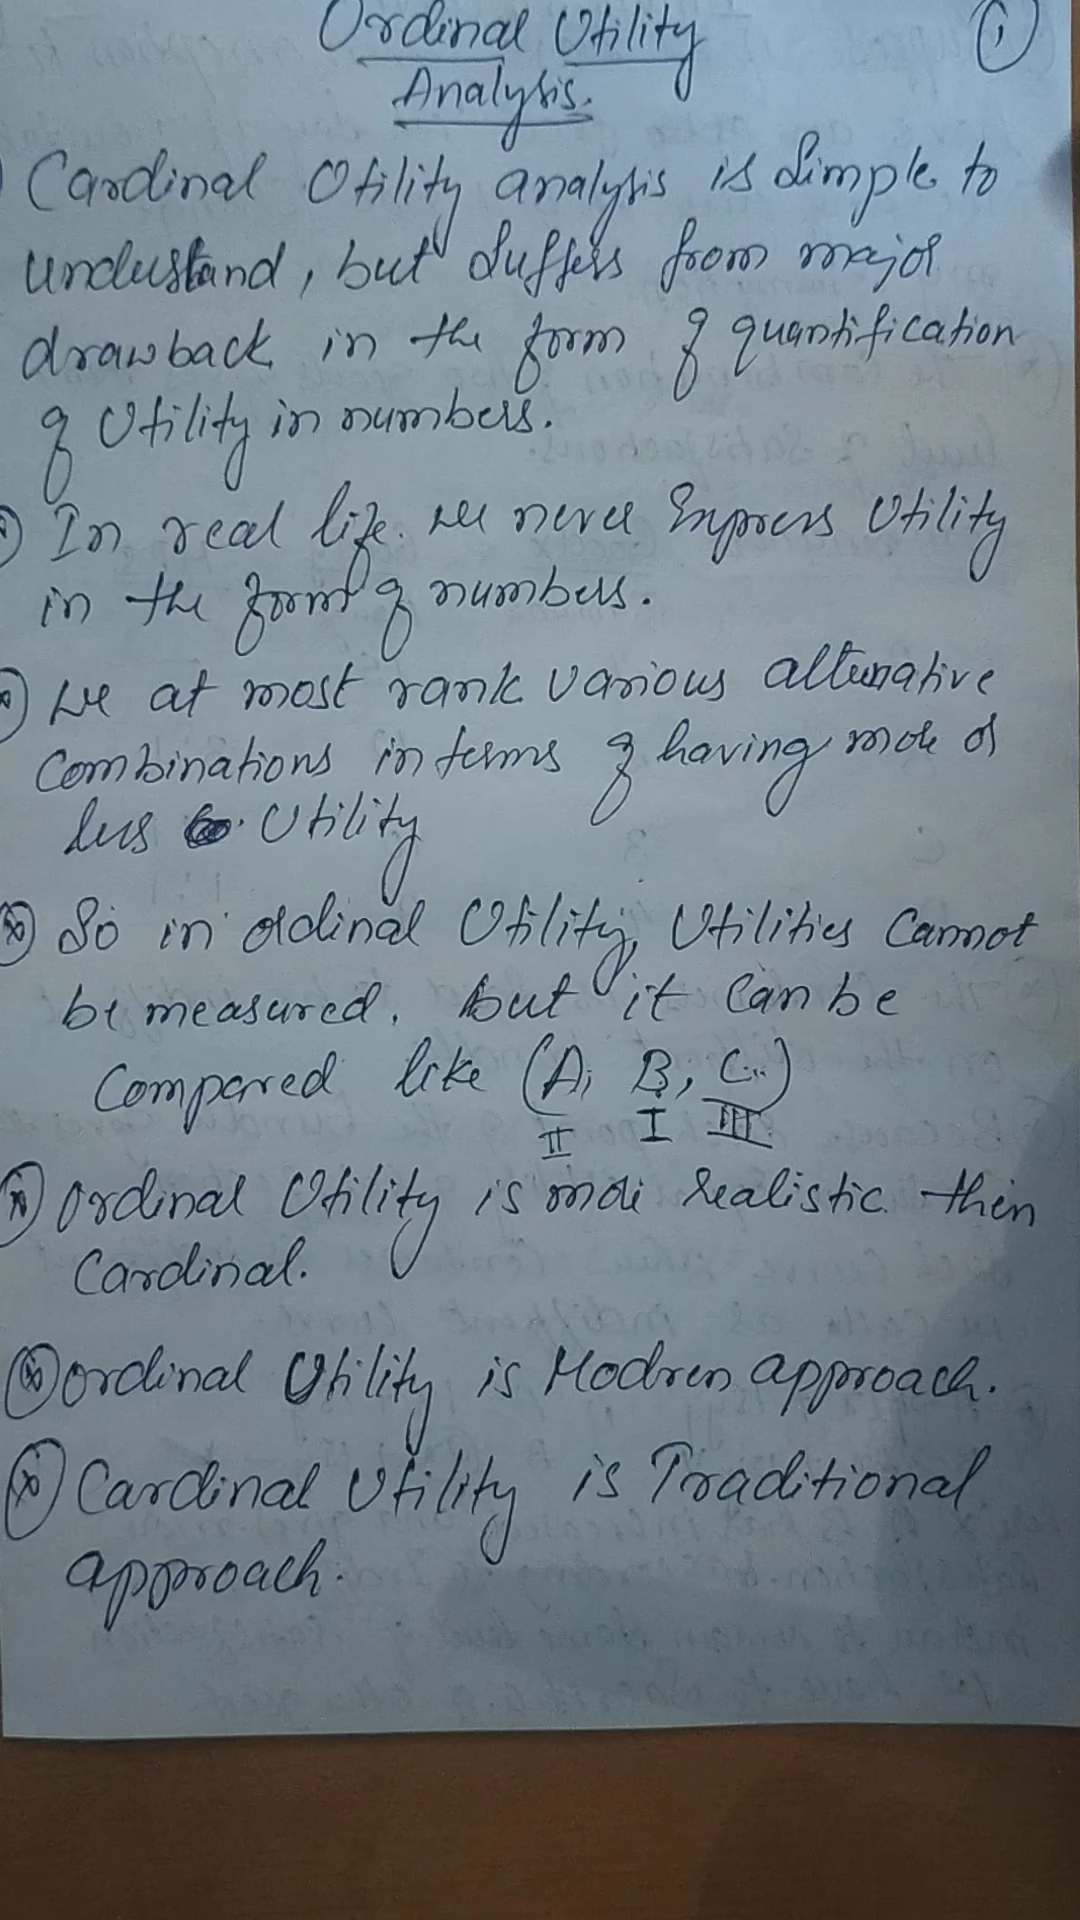 Ordinal Utility
①
Analysis.
Cardinal Utility analysis is Simple to
understand, but Suffers from major
drawback in the form of quantification
of Utility in numbers.
In real life. we never Express Utility
in the form of numbers.
We at most rank various alternative
Combinations in terms of having more or
less Utility
So in ordinal Utility, Utilities Cannot
be measured, but it Can be
Compared like (A, B, C..)
II I III
Ordinal Utility is more realistic then
Cardinal.
Ordinal Utility is Modren approach.
Cardinal Utility is Traditional
approach.